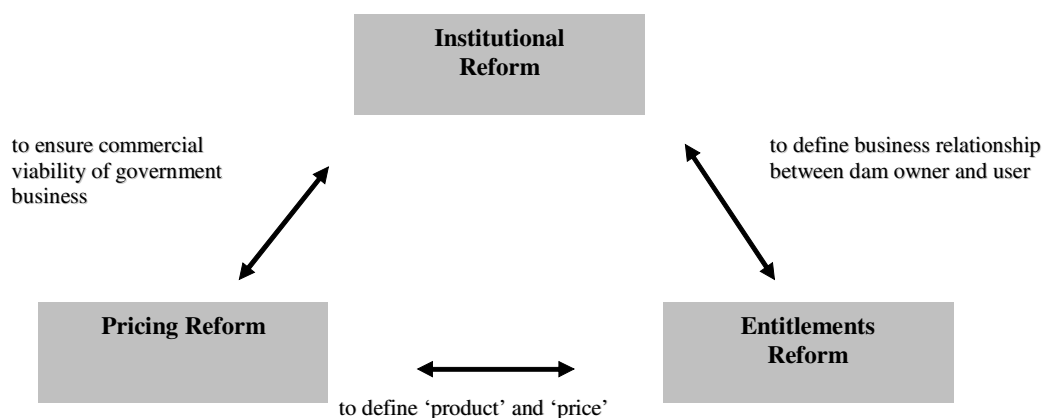 Institutional
Reform
to ensure commercial
viability of government
business
to define business relationship
between dam owner and user
Pricing Reform
Entitlements
Reform
to define ‘product’ and ‘price’